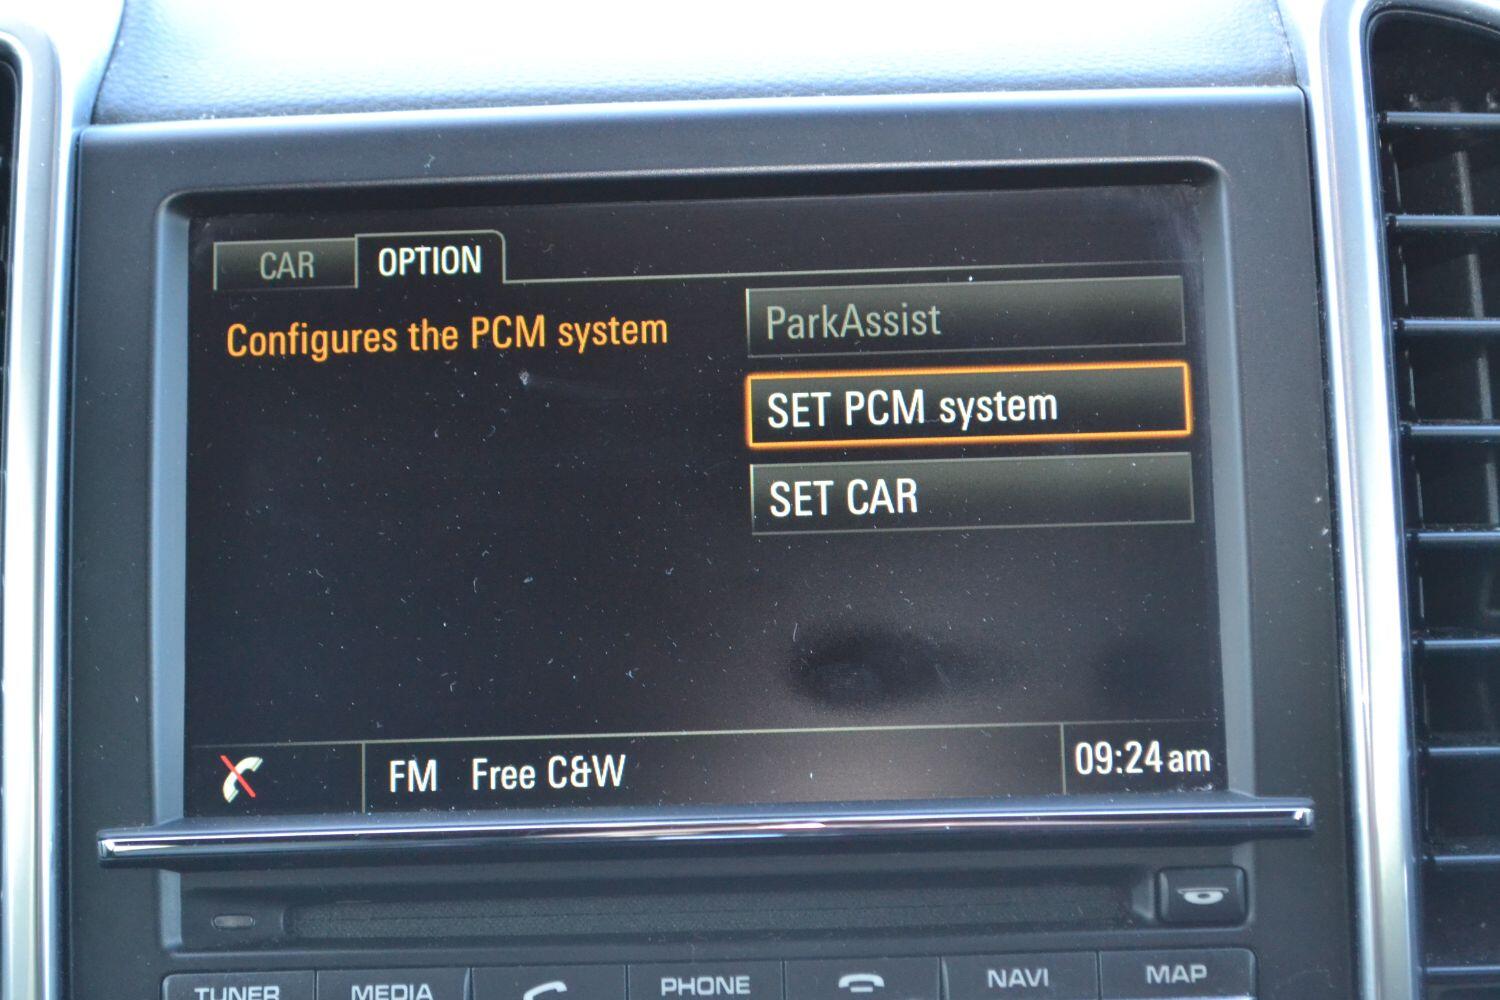 CAR OPTION
Configures the PCM system
ParkAssist
SET PCM system
SET CAR
FM Free C&W 09:24 am
TUNER MEDIA PHONE NAVI MAP